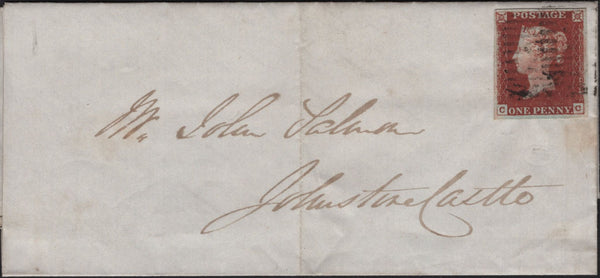 POSTAGE
C ONE PENNY C
Mr. John Salmon
Johnstone Castle